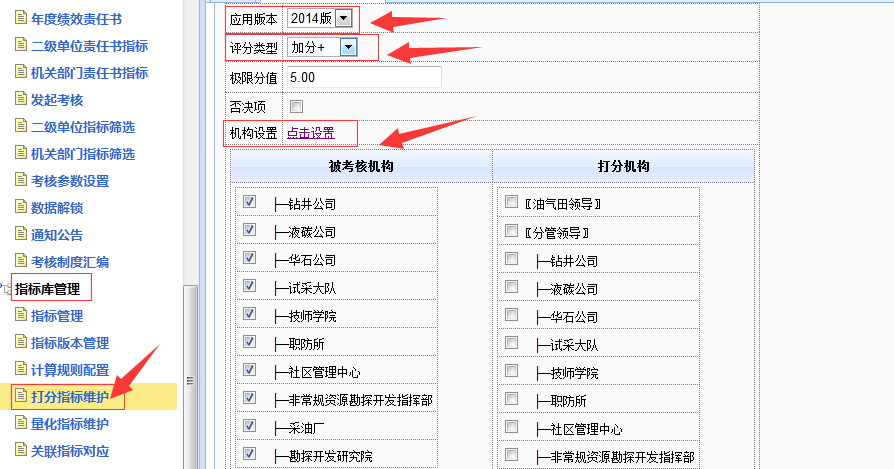 年度绩效责任书
二级单位责任书指标
机关部门责任书指标
发起考核
二级单位指标筛选
机关部门指标筛选
考核参数设置
数据解锁
通知公告
考核制度汇编
指标库管理
指标管理
指标版本管理
计算规则配置
打分指标维护
量化指标维护
关联指标对应
应用版本 2014版
评分类型 加分+
极限分值 5.00
否决项
机构设置 点击设置
被考核机构 打分机构
├─钻井公司 〖油气田领导〗
├─液碳公司 〖分管领导〗
├─华石公司 ├─钻井公司
├─试采大队 ├─液碳公司
├─技师学院 ├─华石公司
├─职防所 ├─试采大队
├─社区管理中心 ├─技师学院
├─非常规资源勘探开发指挥部 ├─职防所
├─采油厂 ├─社区管理中心
├─勘探开发研究院 ├─非常规资源勘探开发指挥部